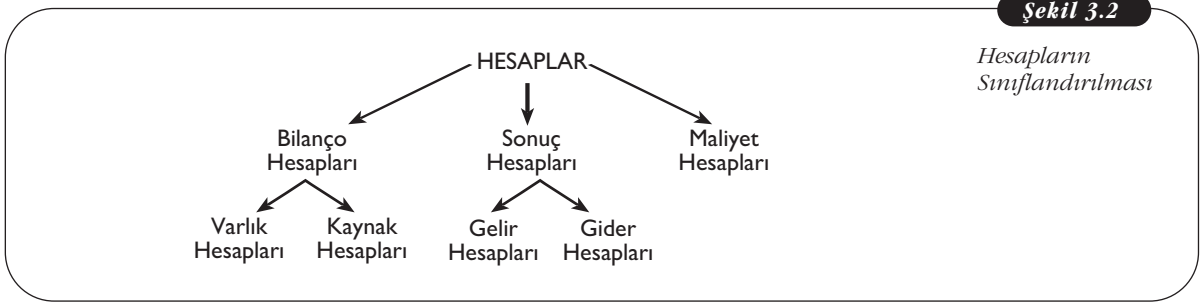 Şekil 3.2
Hesapların
Sınıflandırılması
HESAPLAR
Bilanço
Hesapları
Sonuç
Hesapları
Maliyet
Hesapları
Varlık
Hesapları
Kaynak
Hesapları
Gelir
Hesapları
Gider
Hesapları